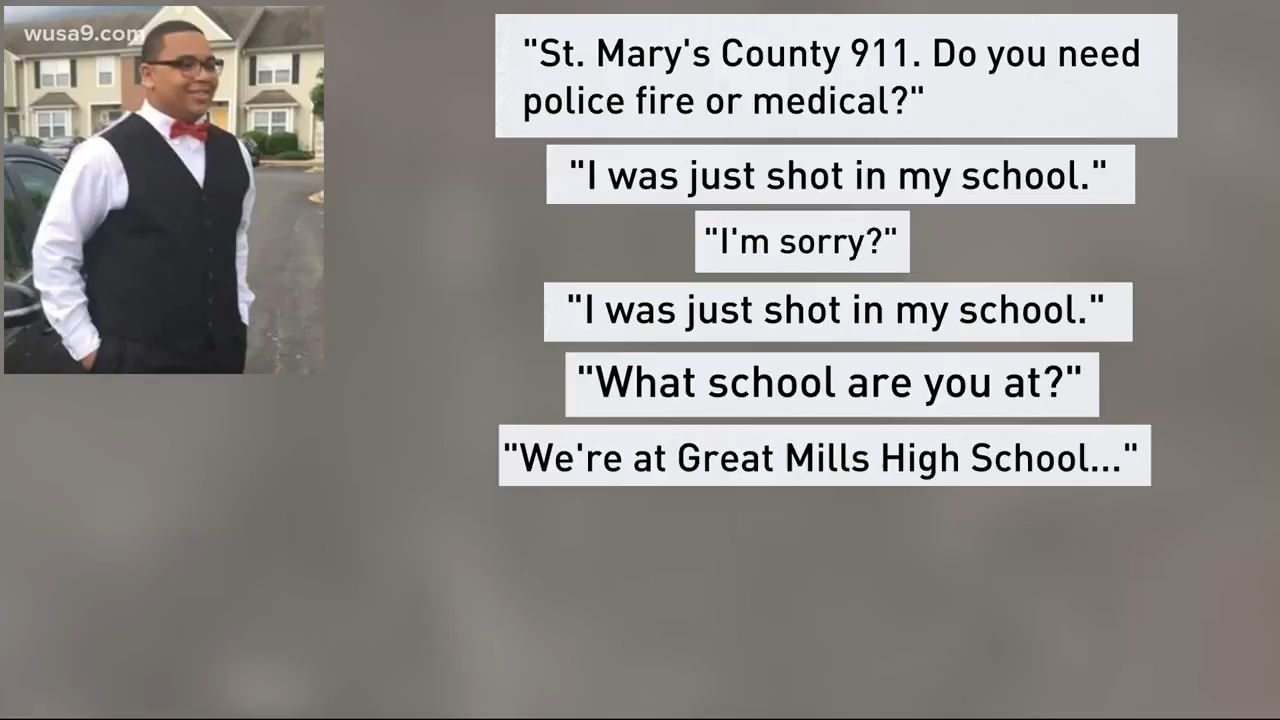 wusa9.com
"St. Mary's County 911. Do you need
police fire or medical?"
"I was just shot in my school."
"I'm sorry?"
"I was just shot in my school."
"What school are you at?"
"We're at Great Mills High School..."